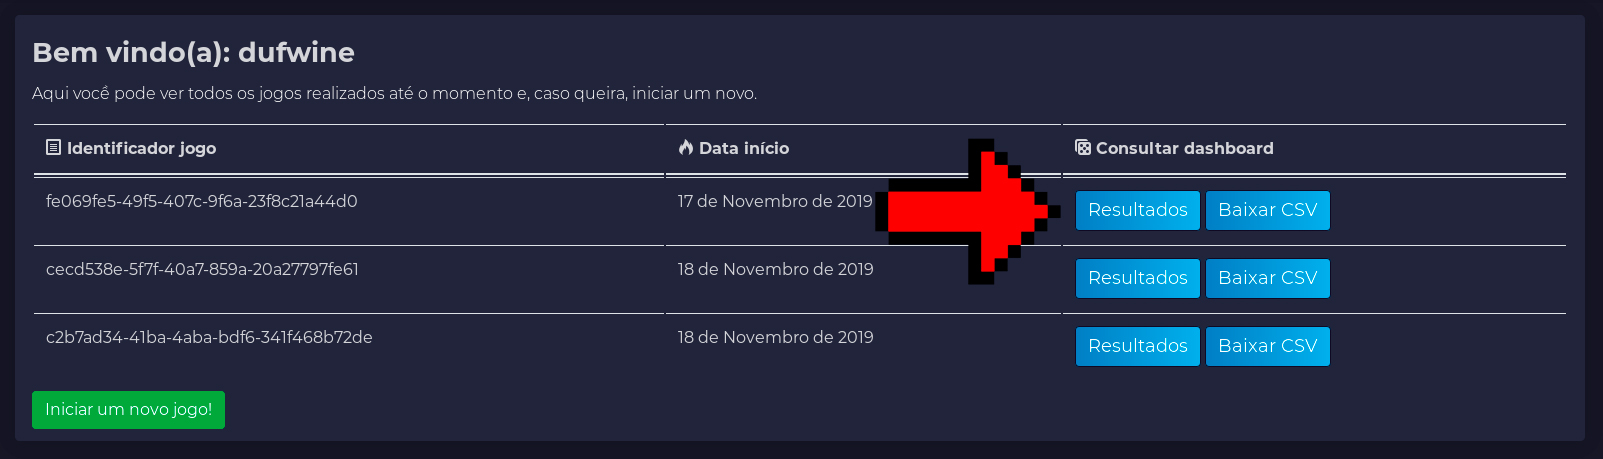 Bem vindo(a): dufwine
Aqui você pode ver todos os jogos realizados até o momento e, caso queira, iniciar um novo.
Identificador jogo Data início Consultar dashboard
fe069fe5-49f5-407c-9f6a-23f8c21a44d0 17 de Novembro de 2019 Resultados Baixar CSV
cecd538e-5f7f-40a7-859a-20a27797fe61 18 de Novembro de 2019 Resultados Baixar CSV
c2b7ad34-41ba-4aba-bdf6-341f468b72de 18 de Novembro de 2019 Resultados Baixar CSV
Iniciar um novo jogo!